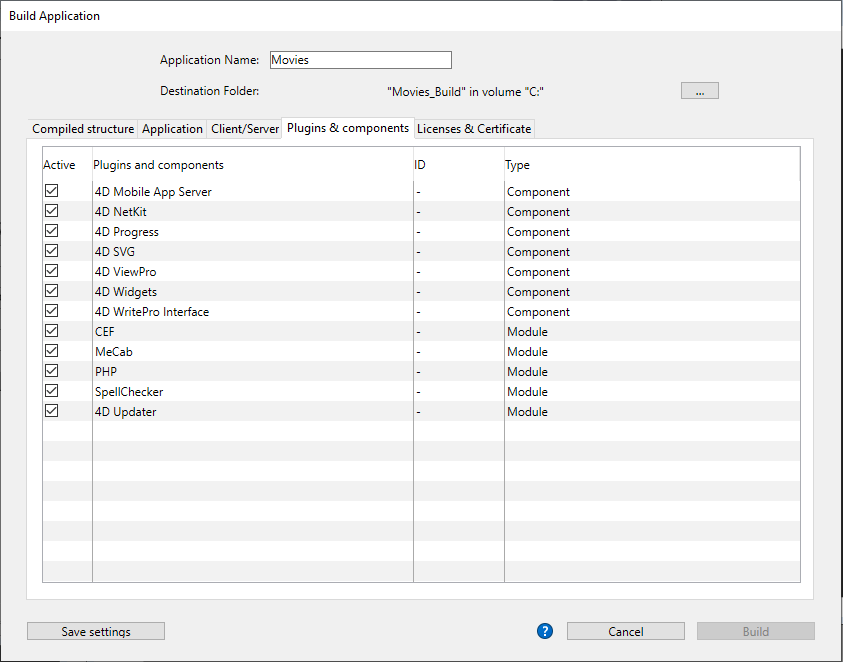 Build Application
Application Name: Movies
Destination Folder: "Movies_Build" in volume "C:" ...
Compiled structure Application Client/Server Plugins & components Licenses & Certificate
Active Plugins and components ID Type
4D Mobile App Server - Component
4D NetKit - Component
4D Progress - Component
4D SVG - Component
4D ViewPro - Component
4D Widgets - Component
4D WritePro Interface - Component
CEF - Module
MeCab - Module
PHP - Module
SpellChecker - Module
4D Updater - Module
Save settings ? Cancel Build